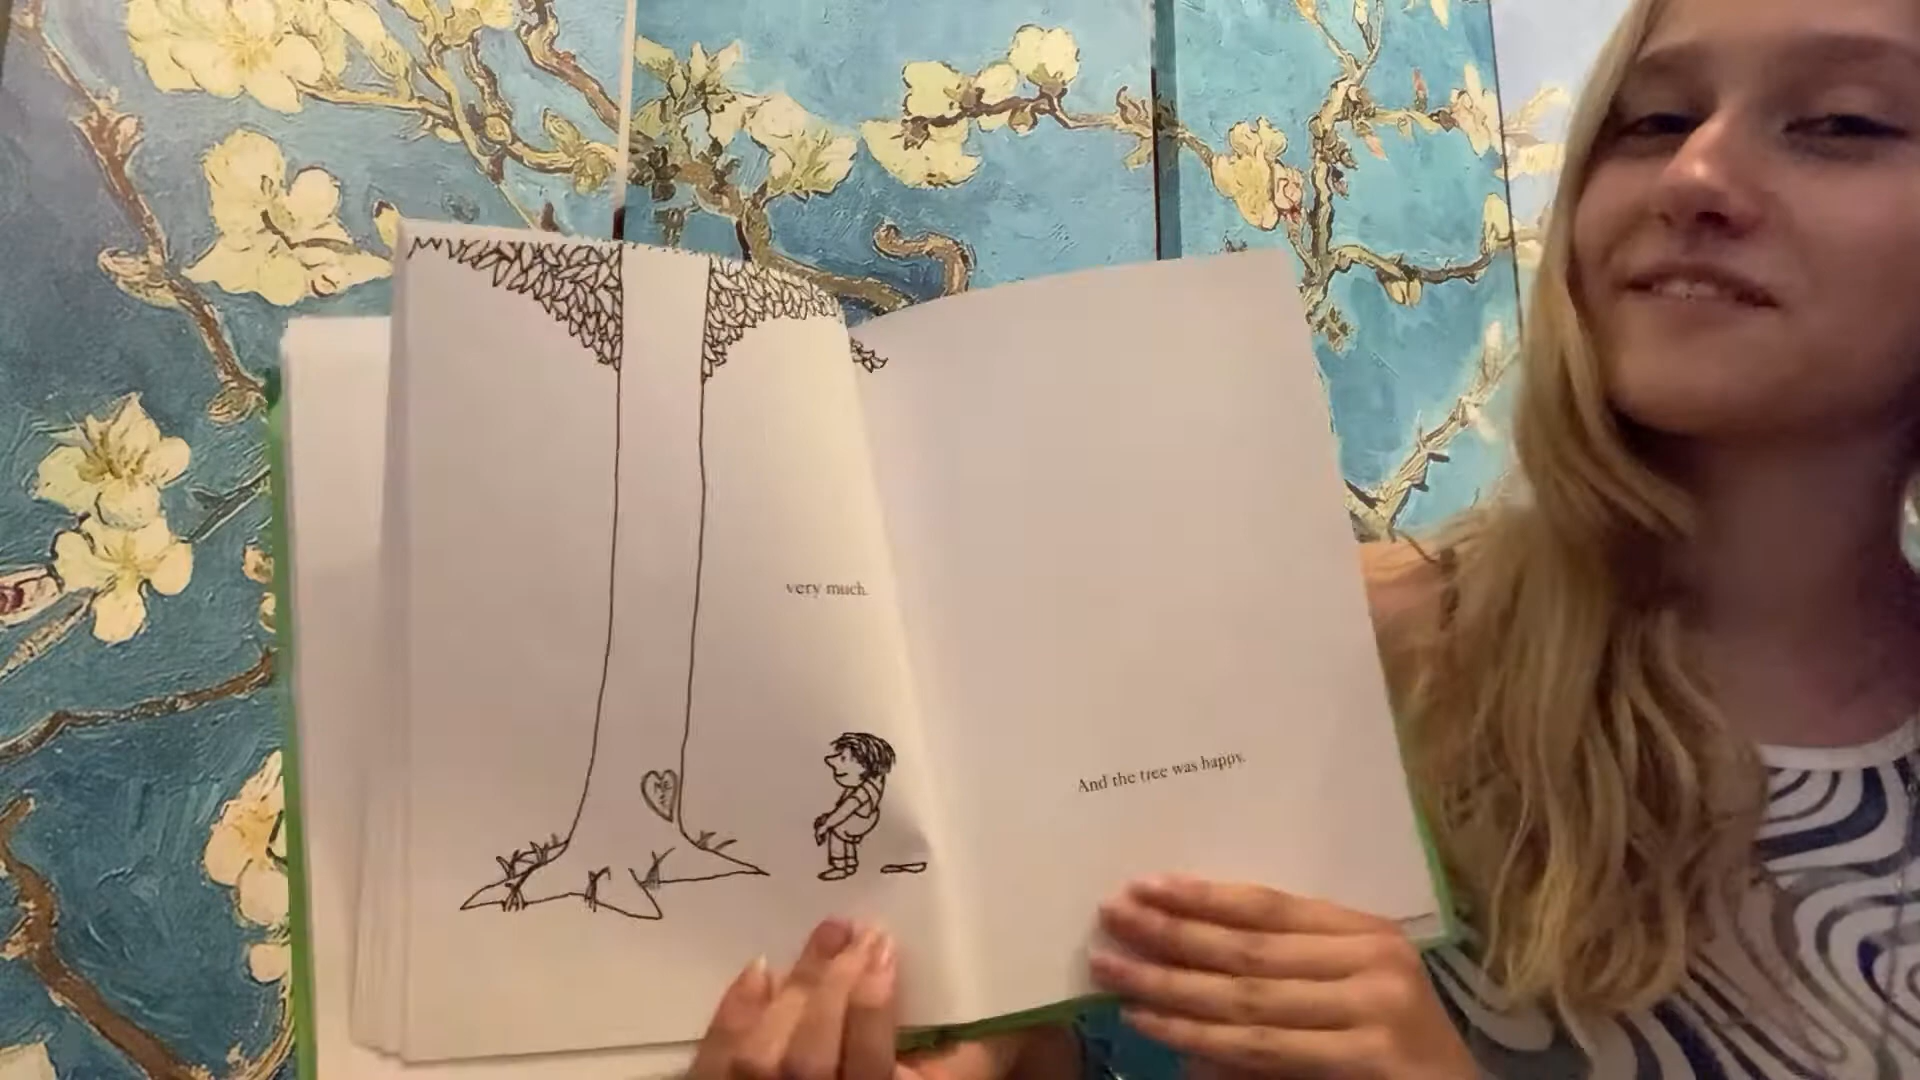 very much.
M.E.
And the tree was happy.